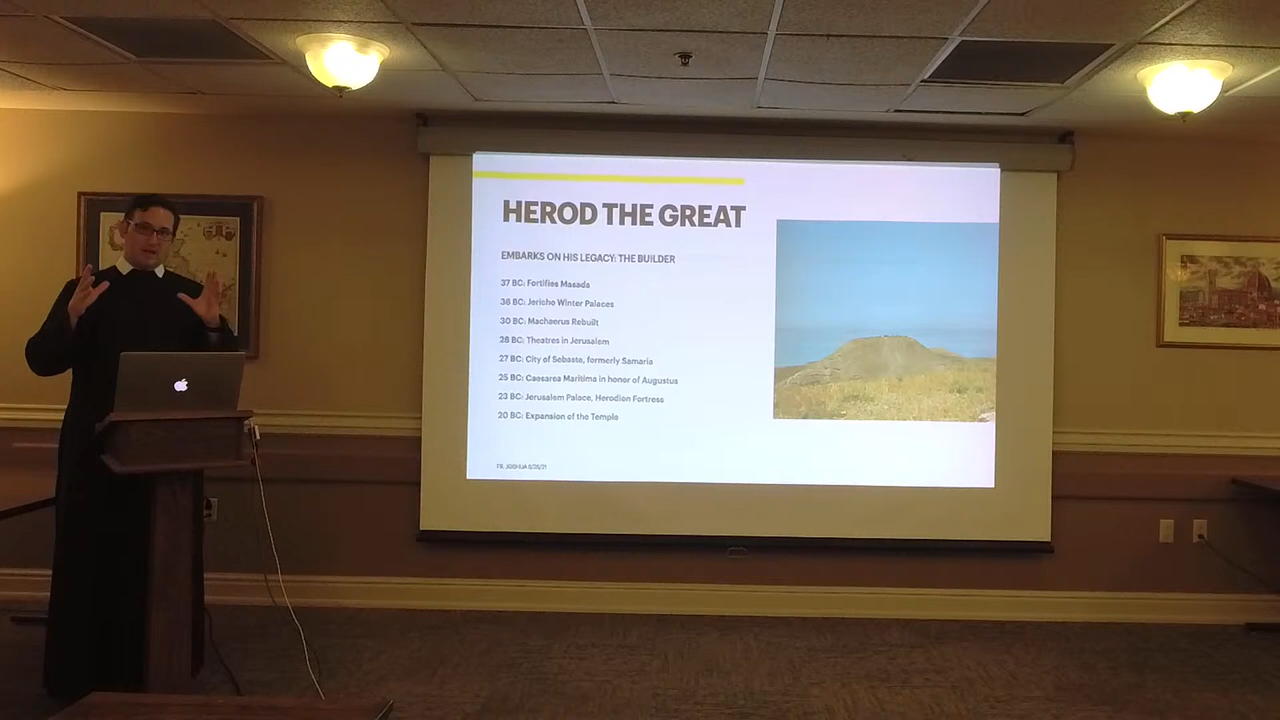 HEROD THE GREAT
EMBARKS ON HIS LEGACY: THE BUILDER
37 BC: Fortifies Masada
36 BC: Jericho Winter Palaces
30 BC: Machaerus Rebuilt
28 BC: Theatres in Jerusalem
27 BC: City of Sebaste, formerly Samaria
25 BC: Caesarea Maritima in honor of Augustus
23 BC: Jerusalem Palace, Herodion Fortress
20 BC: Expansion of the Temple
FR. JOSHUA